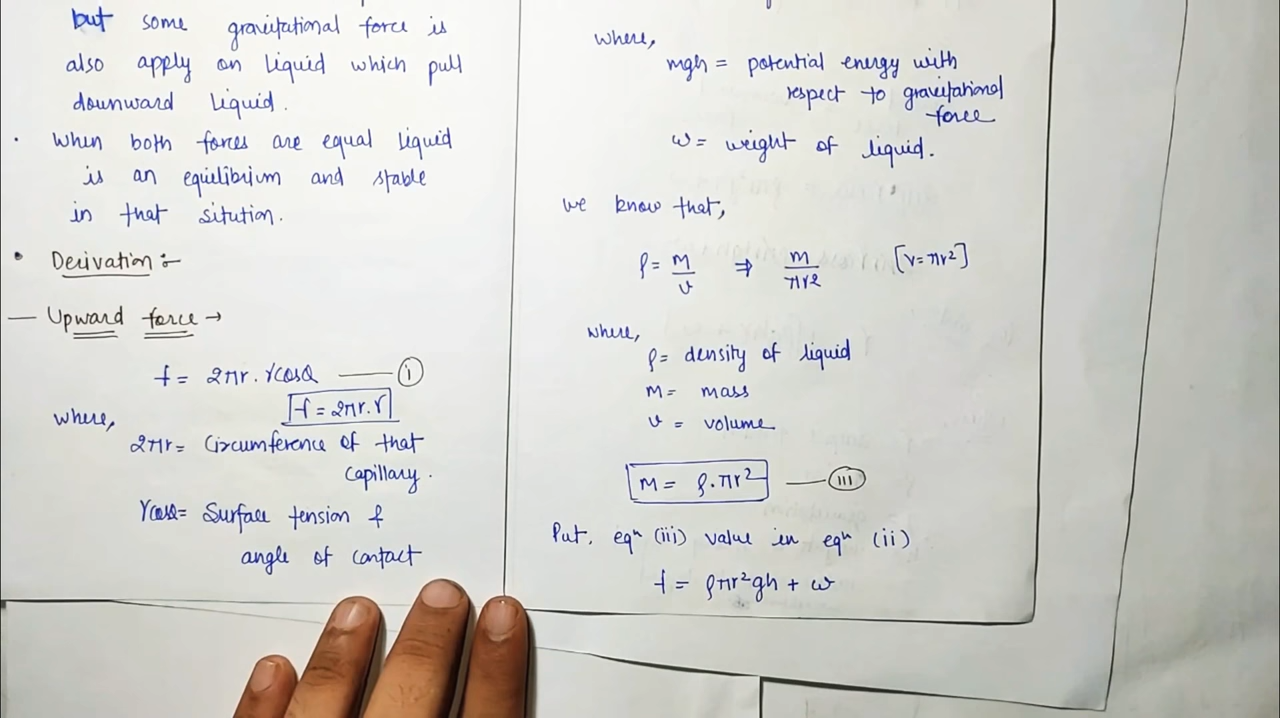 but some gravitational force is
also apply on liquid which pull
downward liquid.
· When both forces are equal liquid
is an equilibrium and stable
in that sitution.
• Derivation :-
— Upward force →
f = 2πr . γcosθ —— (i)
f = 2πr . γ
where,
2πr = Circumference of that
capillary.
γcosθ = Surface tension &
angle of contact
where,
mgh = potential energy with
respect to gravitational
force
w = weight of liquid.
we know that,
ρ = m/v ⇒ m/πr2 [v = πr²]
where,
ρ = density of liquid
m = mass
v = volume
m = ρ . πr² —— (iii)
Put, eqⁿ (iii) value in eqⁿ (ii)
f = ρπr²gh + w